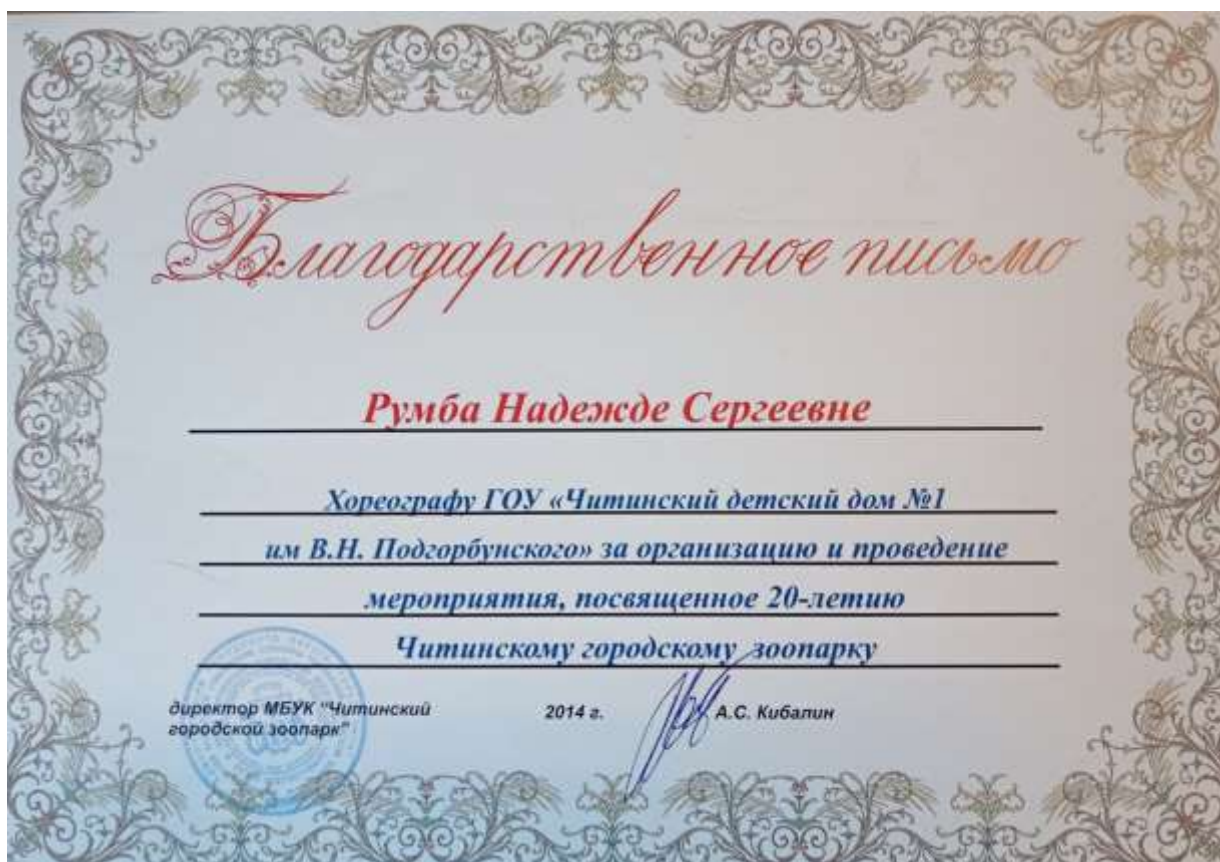 Благодарственное письмо
Румба Надежде Сергеевне
Хореографу ГОУ «Читинский детский дом №1
им В.Н. Подгорбунского» за организацию и проведение
мероприятия, посвященное 20-летию
Читинскому городскому зоопарку
директор МБУК "Читинский
городской зоопарк"
2014 г.
А.С. Кибалин